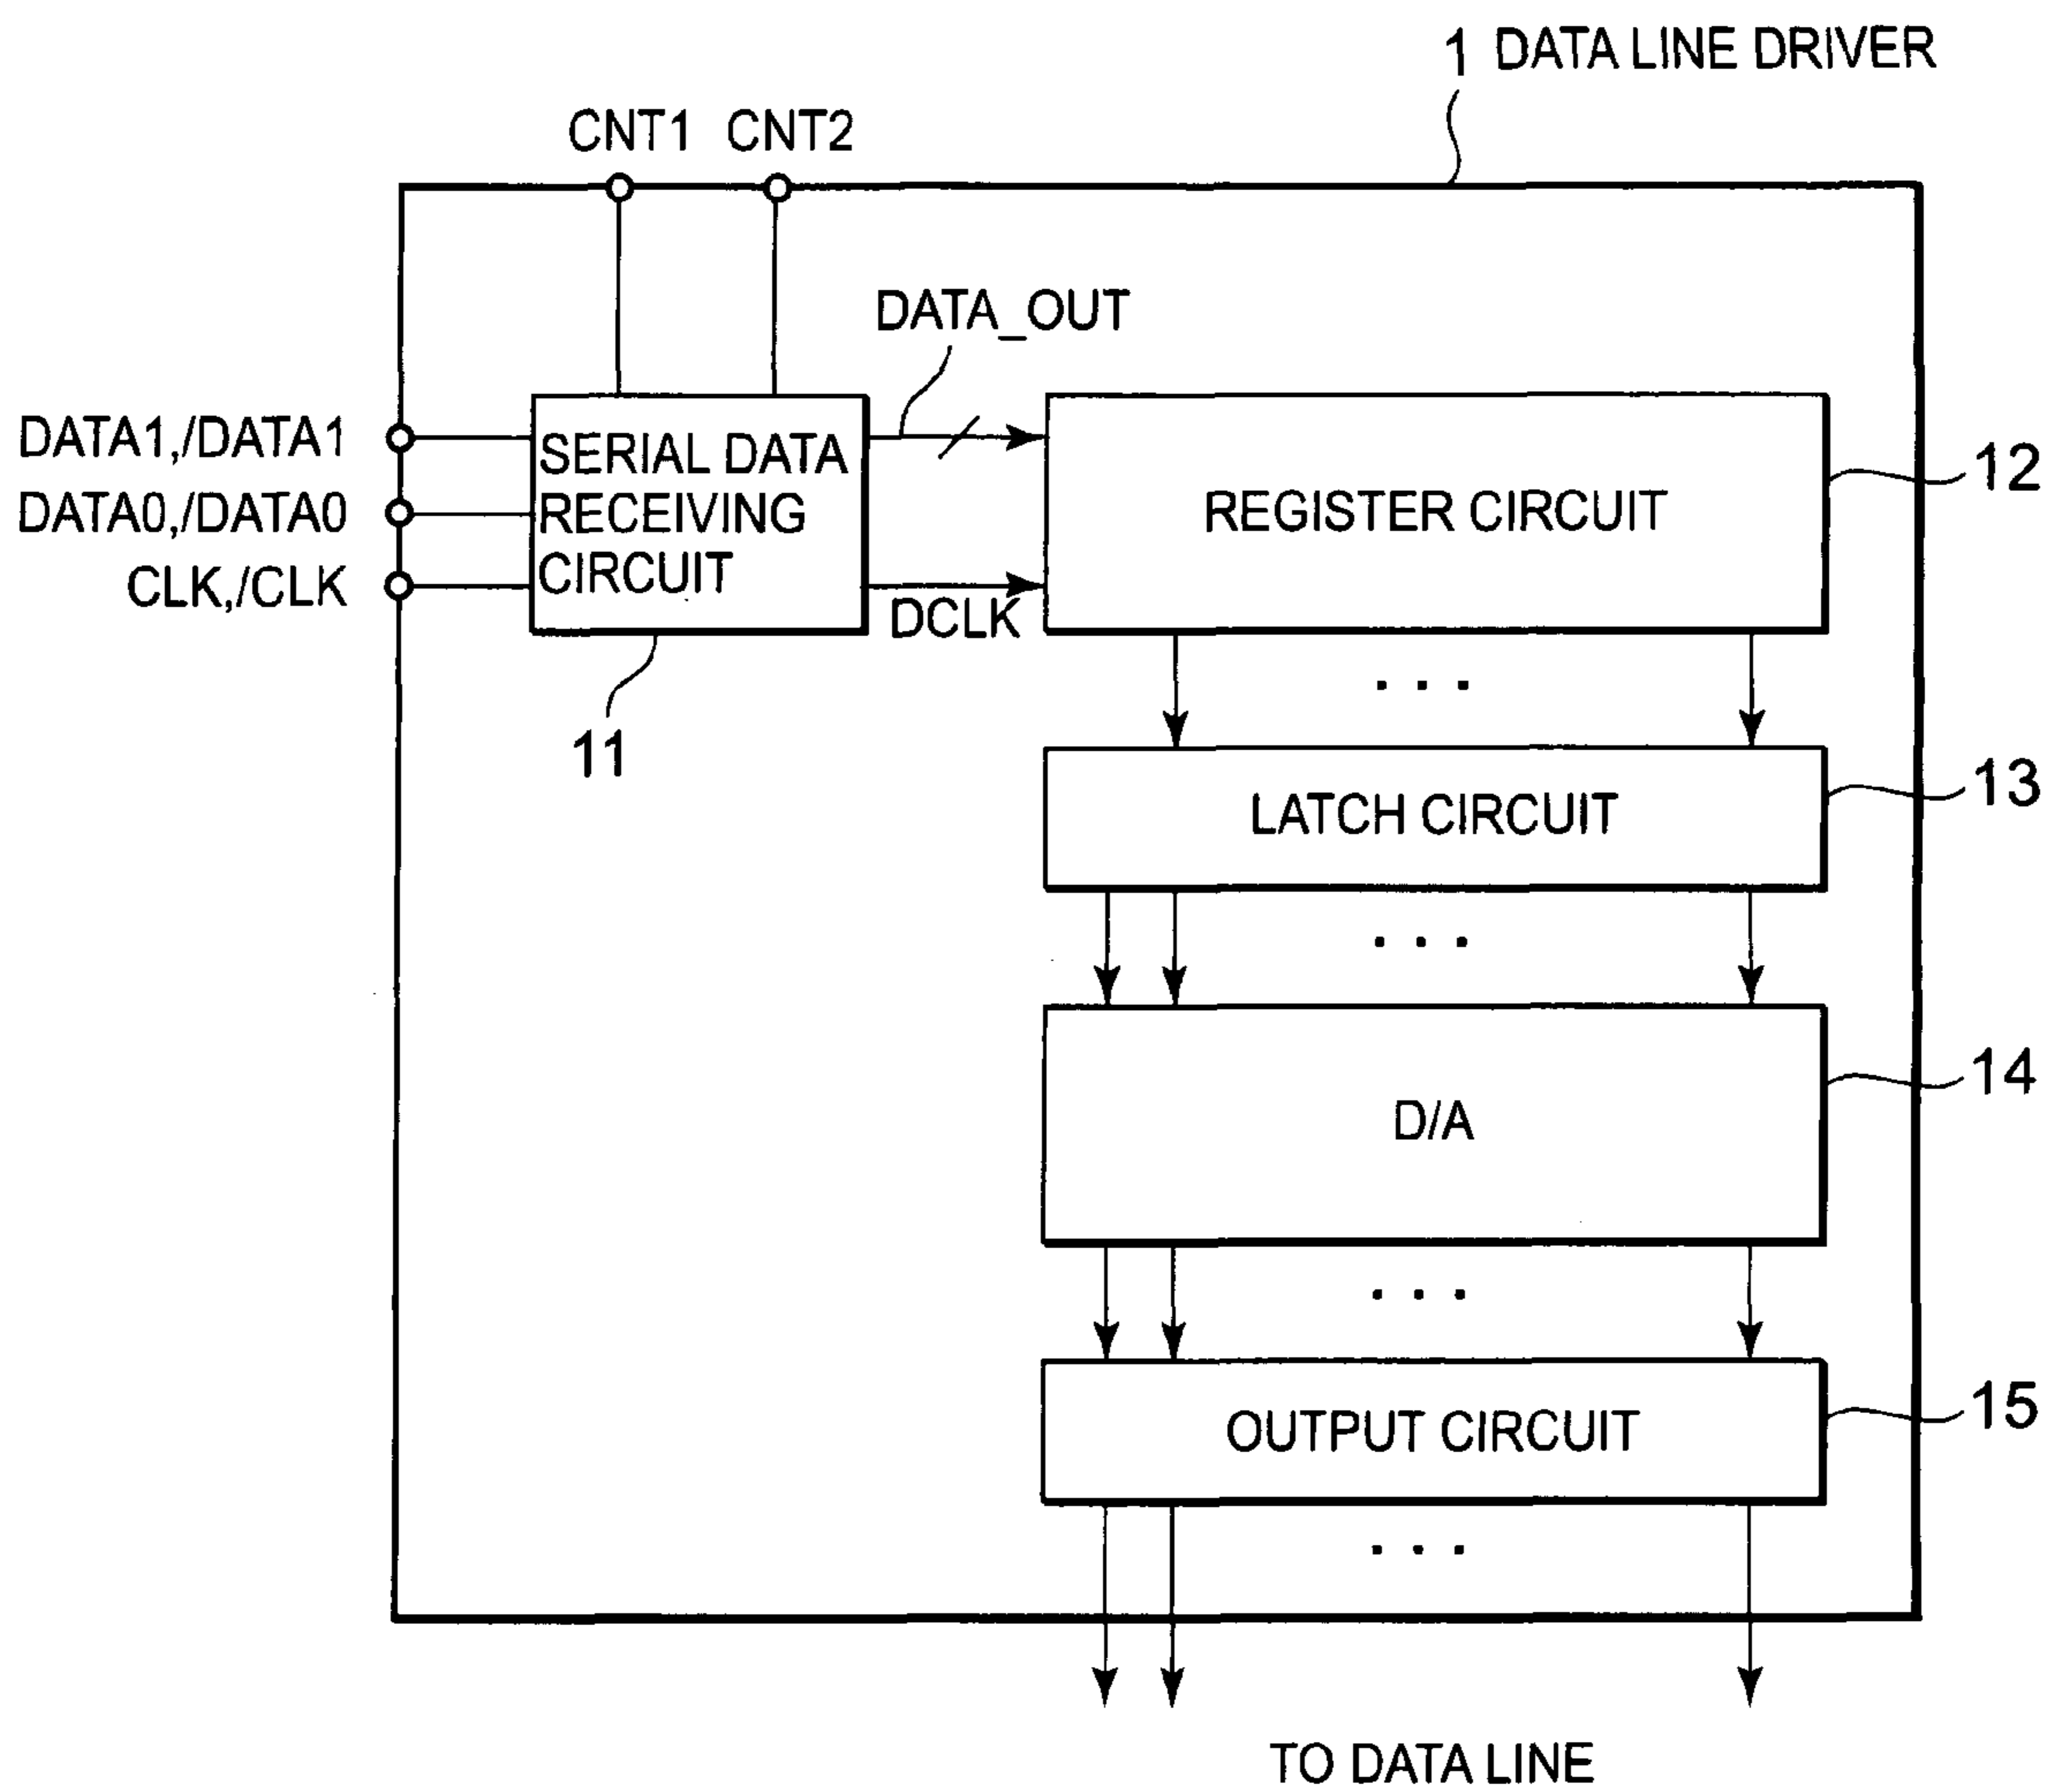 1 DATA LINE DRIVER
CNT1 CNT2
DATA_OUT
DATA1,/DATA1
DATA0,/DATA0
CLK,/CLK
SERIAL DATA
RECEIVING
CIRCUIT
DCLK
11
REGISTER CIRCUIT
12
. . .
LATCH CIRCUIT
13
. . .
D/A
14
. . .
OUTPUT CIRCUIT
15
. . .
TO DATA LINE